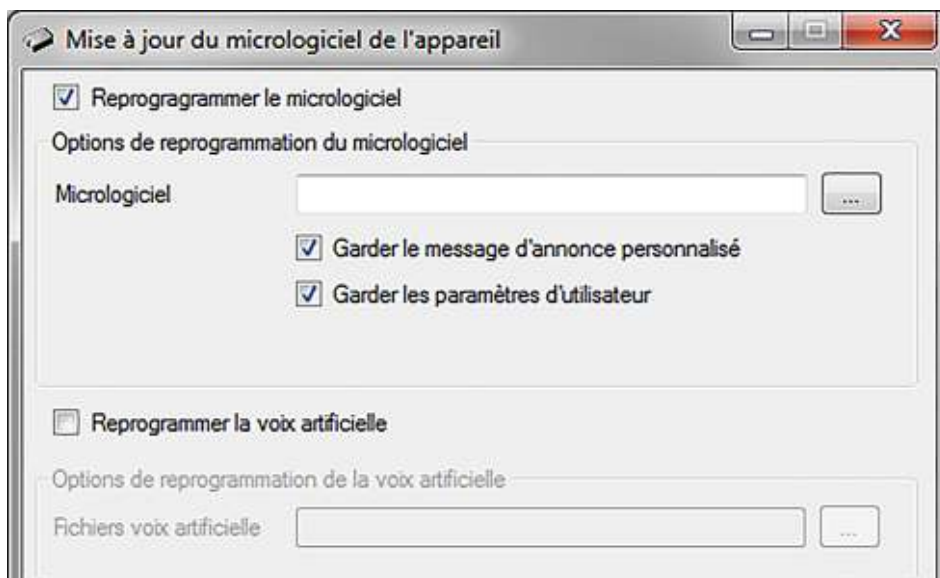 Mise à jour du micrologiciel de l'appareil
Reprogragrammer le micrologiciel
Options de reprogrammation du micrologiciel
Micrologiciel
...
Garder le message d'annonce personnalisé
Garder les paramètres d'utilisateur
Reprogrammer la voix artificielle
Options de reprogrammation de la voix artificielle
Fichiers voix artificielle
...